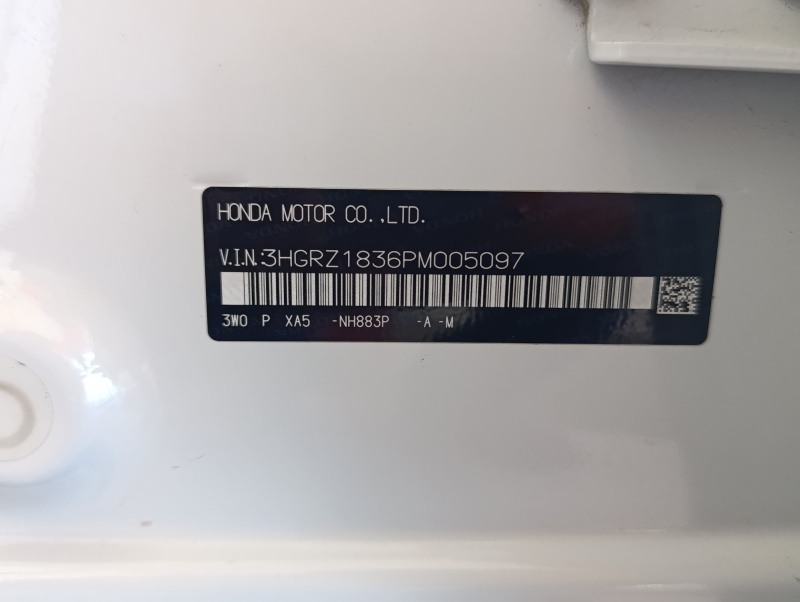 HONDA MOTOR CO.,LTD.
V.I.N.:3HGRZ1836PM005097
3W0 P XA5 -NH883P -A -M